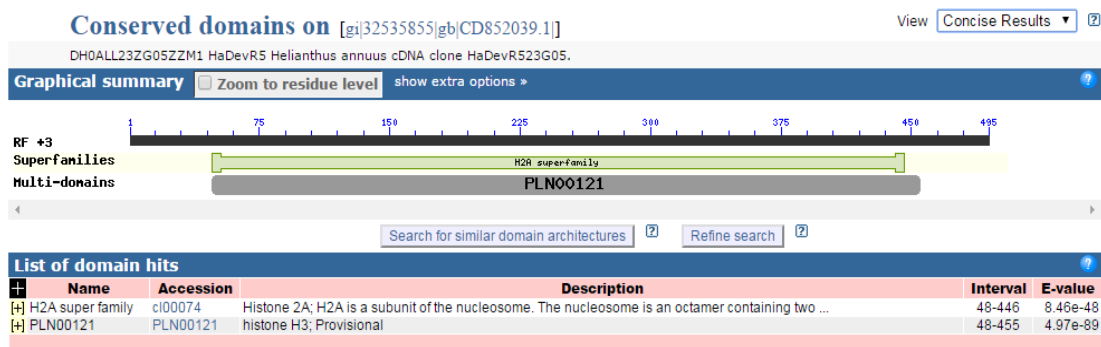 Conserved domains on [gi|32535855|gb|CD852039.1|]
View Concise Results ▼ ?
DH0ALL23ZG05ZZM1 HaDevR5 Helianthus annuus cDNA clone HaDevR523G05.
Graphical summary Zoom to residue level show extra options » ?
1 75 150 225 300 375 450 495
RF +3
Superfamilies H2A superfamily
Multi-domains PLN00121
Search for similar domain architectures ? Refine search ?
List of domain hits ?
+ Name Accession Description Interval E-value
[+] H2A super family cl00074 Histone 2A; H2A is a subunit of the nucleosome. The nucleosome is an octamer containing two ... 48-446 8.46e-48
[+] PLN00121 PLN00121 histone H3; Provisional 48-455 4.97e-89